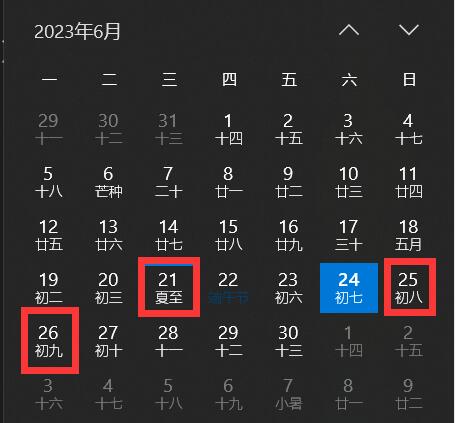 2023年6月
一 二 三 四 五 六 日
29 30 31 1 2 3 4
十一 十二 十三 十四 十五 十六 十七
5 6 7 8 9 10 11
十八 芒种 二十 廿一 廿二 廿三 廿四
12 13 14 15 16 17 18
廿五 廿六 廿七 廿八 廿九 三十 五月
19 20 21 22 23 24 25
初二 初三 夏至 端午节 初六 初七 初八
26 27 28 29 30 1 2
初九 初十 十一 十二 十三 十四 十五
3 4 5 6 7 8 9
十六 十七 十八 十九 小暑 廿一 廿二